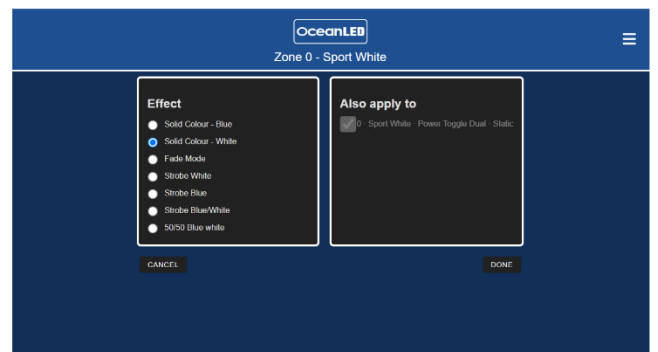 OceanLED
Zone 0 - Sport White
Effect
Solid Colour - Blue
Solid Colour - White
Fade Mode
Strobe White
Strobe Blue
Strobe Blue/White
50/50 Blue white
Also apply to
0 - Sport White - Power Toggle Dual - Static
CANCEL
DONE